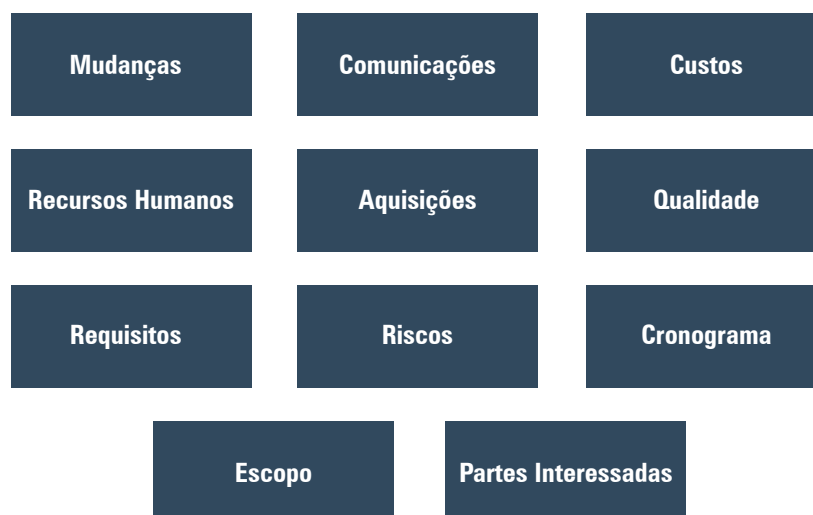 Mudanças
Comunicações
Custos
Recursos Humanos
Aquisições
Qualidade
Requisitos
Riscos
Cronograma
Escopo
Partes Interessadas